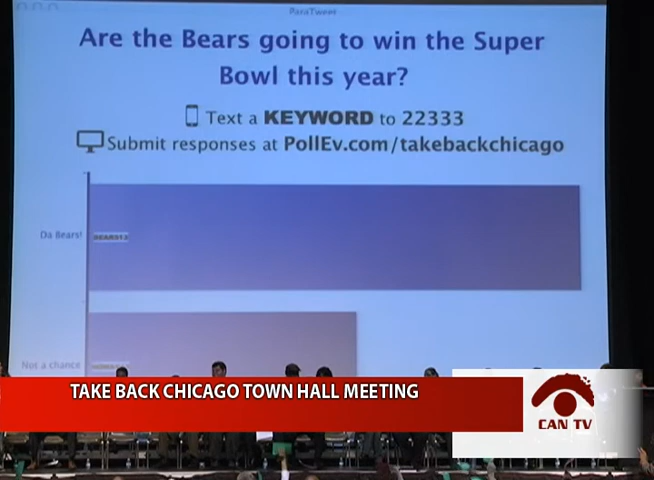 ParaTweet
Are the Bears going to win the Super
Bowl this year?
Text a KEYWORD to 22333
Submit responses at PollEv.com/takebackchicago
Da Bears!
Not a chance
TAKE BACK CHICAGO TOWN HALL MEETING
CAN TV